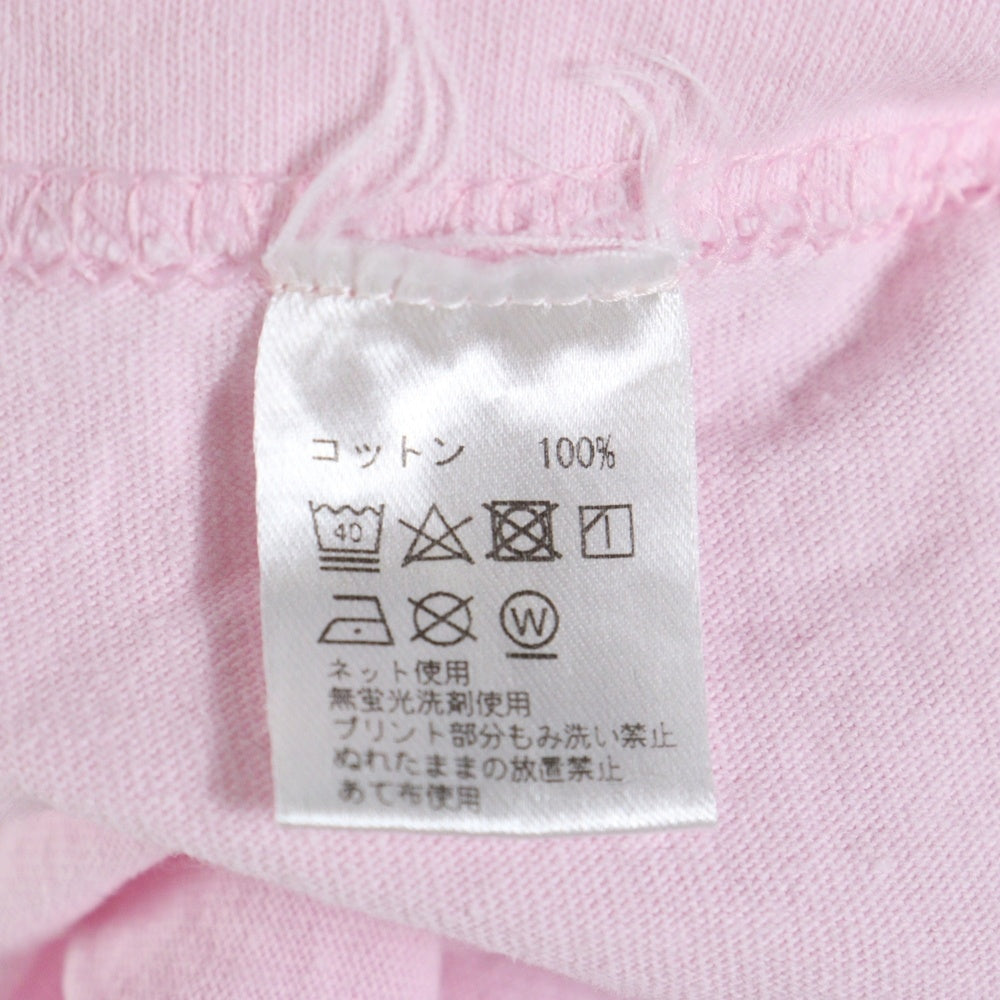 コットン 100%
40
W
ネット使用
無蛍光洗剤使用
プリント部分もみ洗い禁止
ぬれたままの放置禁止
あて布使用